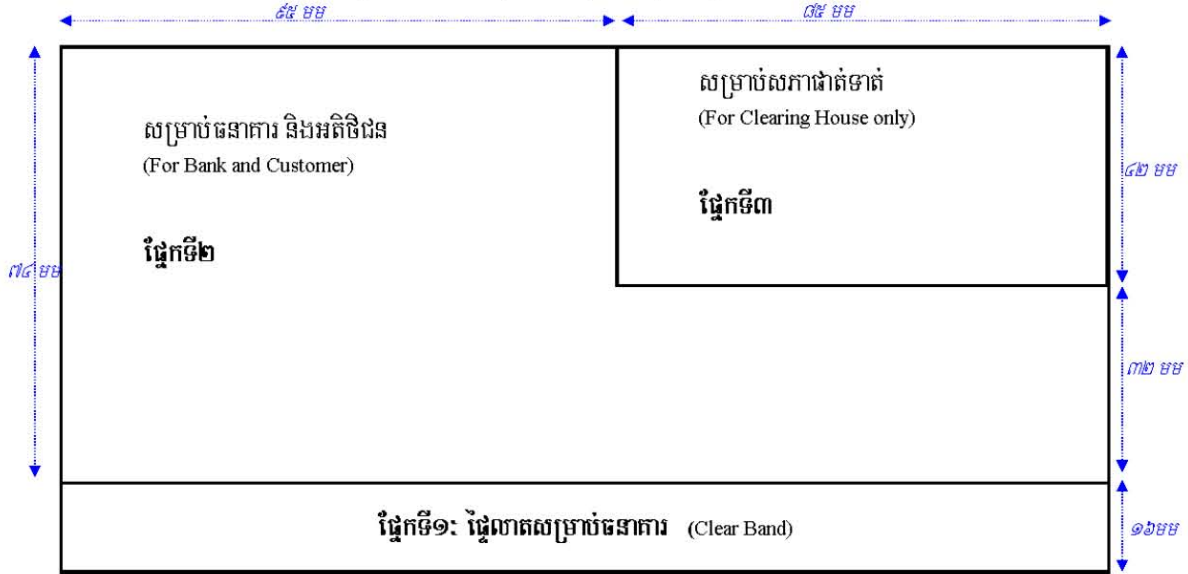 ៩៥ មម
៨៥ មម
សម្រាប់ធនាគារ និងអតិថិជន
(For Bank and Customer)
ផ្នែកទី២
សម្រាប់សភាផាត់ទាត់
(For Clearing House only)
ផ្នែកទី៣
៧៤ មម
៤២ មម
៣២ មម
ផ្នែកទី១: ផ្ទៃលាតសម្រាប់ធនាគារ (Clear Band)
១៦មម